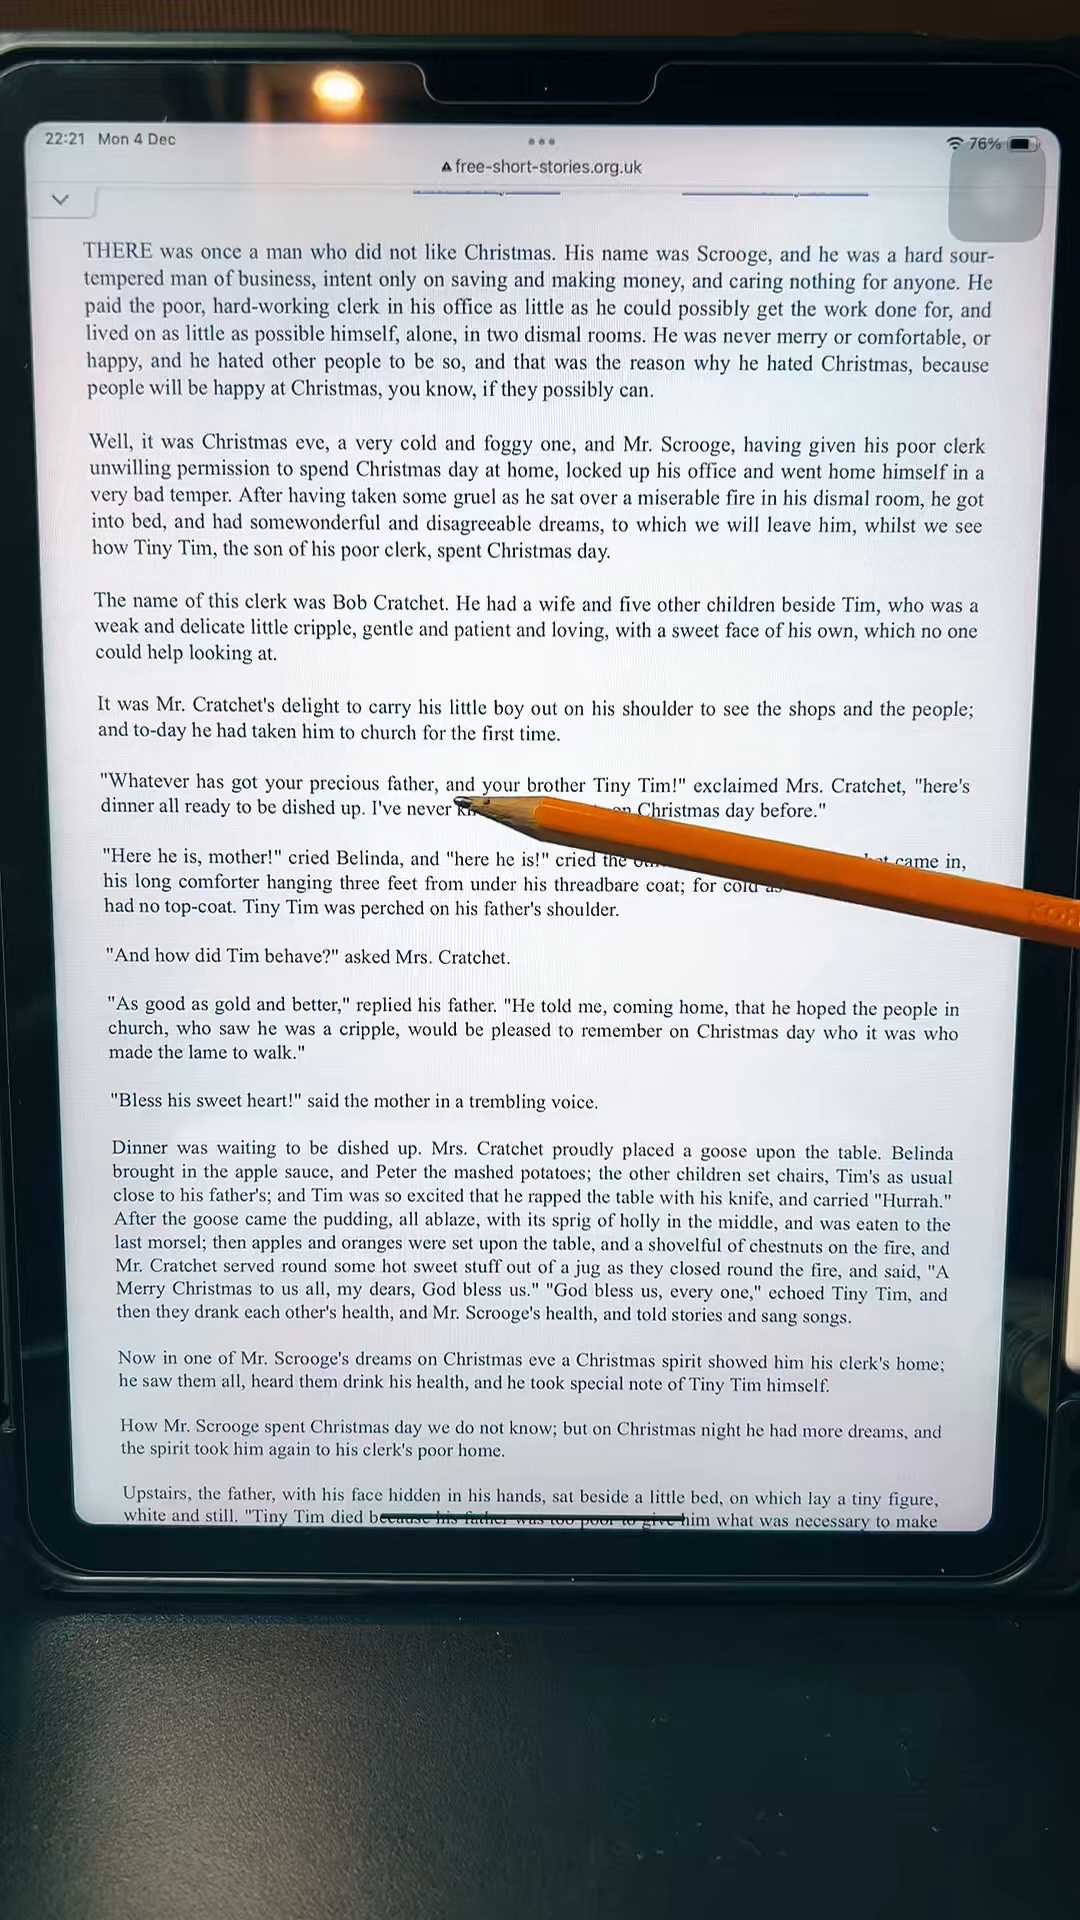 22:21 Mon 4 Dec
76%
free-short-stories.org.uk
THERE was once a man who did not like Christmas. His name was Scrooge, and he was a hard sour-
tempered man of business, intent only on saving and making money, and caring nothing for anyone. He
paid the poor, hard-working clerk in his office as little as he could possibly get the work done for, and
lived on as little as possible himself, alone, in two dismal rooms. He was never merry or comfortable, or
happy, and he hated other people to be so, and that was the reason why he hated Christmas, because
people will be happy at Christmas, you know, if they possibly can.
Well, it was Christmas eve, a very cold and foggy one, and Mr. Scrooge, having given his poor clerk
unwilling permission to spend Christmas day at home, locked up his office and went home himself in a
very bad temper. After having taken some gruel as he sat over a miserable fire in his dismal room, he got
into bed, and had somewonderful and disagreeable dreams, to which we will leave him, whilst we see
how Tiny Tim, the son of his poor clerk, spent Christmas day.
The name of this clerk was Bob Cratchet. He had a wife and five other children beside Tim, who was a
weak and delicate little cripple, gentle and patient and loving, with a sweet face of his own, which no one
could help looking at.
It was Mr. Cratchet's delight to carry his little boy out on his shoulder to see the shops and the people;
and to-day he had taken him to church for the first time.
"Whatever has got your precious father, and your brother Tiny Tim!" exclaimed Mrs. Cratchet, "here's
dinner all ready to be dished up. I've never on Christmas day before."
"Here he is, mother!" cried Belinda, and "here he is!" cried the came in,
his long comforter hanging three feet from under his threadbare coat; for cold
had no top-coat. Tiny Tim was perched on his father's shoulder.
"And how did Tim behave?" asked Mrs. Cratchet.
"As good as gold and better," replied his father. "He told me, coming home, that he hoped the people in
church, who saw he was a cripple, would be pleased to remember on Christmas day who it was who
made the lame to walk."
"Bless his sweet heart!" said the mother in a trembling voice.
Dinner was waiting to be dished up. Mrs. Cratchet proudly placed a goose upon the table. Belinda
brought in the apple sauce, and Peter the mashed potatoes; the other children set chairs, Tim's as usual
close to his father's; and Tim was so excited that he rapped the table with his knife, and carried "Hurrah."
After the goose came the pudding, all ablaze, with its sprig of holly in the middle, and was eaten to the
last morsel; then apples and oranges were set upon the table, and a shovelful of chestnuts on the fire, and
Mr. Cratchet served round some hot sweet stuff out of a jug as they closed round the fire, and said, "A
Merry Christmas to us all, my dears, God bless us." "God bless us, every one," echoed Tiny Tim, and
then they drank each other's health, and Mr. Scrooge's health, and told stories and sang songs.
Now in one of Mr. Scrooge's dreams on Christmas eve a Christmas spirit showed him his clerk's home;
he saw them all, heard them drink his health, and he took special note of Tiny Tim himself.
How Mr. Scrooge spent Christmas day we do not know; but on Christmas night he had more dreams, and
the spirit took him again to his clerk's poor home.
Upstairs, the father, with his face hidden in his hands, sat beside a little bed, on which lay a tiny figure,
white and still. "Tiny Tim died because his father was too poor to give him what was necessary to make